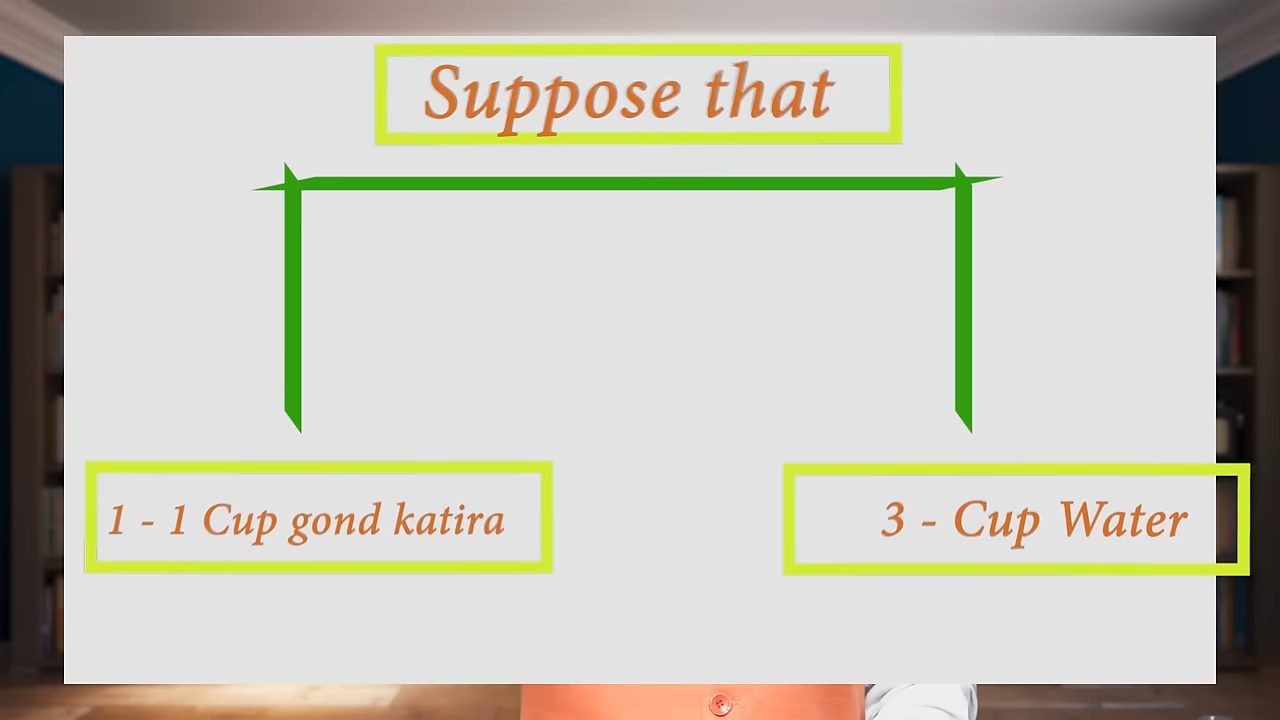 Suppose that
1 - 1 Cup gond katira
3 - Cup Water